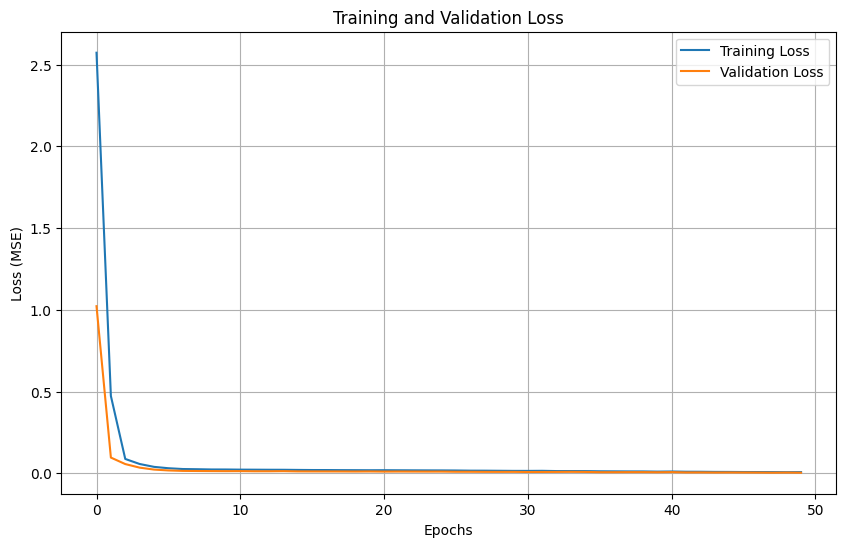 Training and Validation Loss
Training Loss
Validation Loss
2.5
2.0
1.5
1.0
0.5
0.0
Loss (MSE)
0 10 20 30 40 50
Epochs